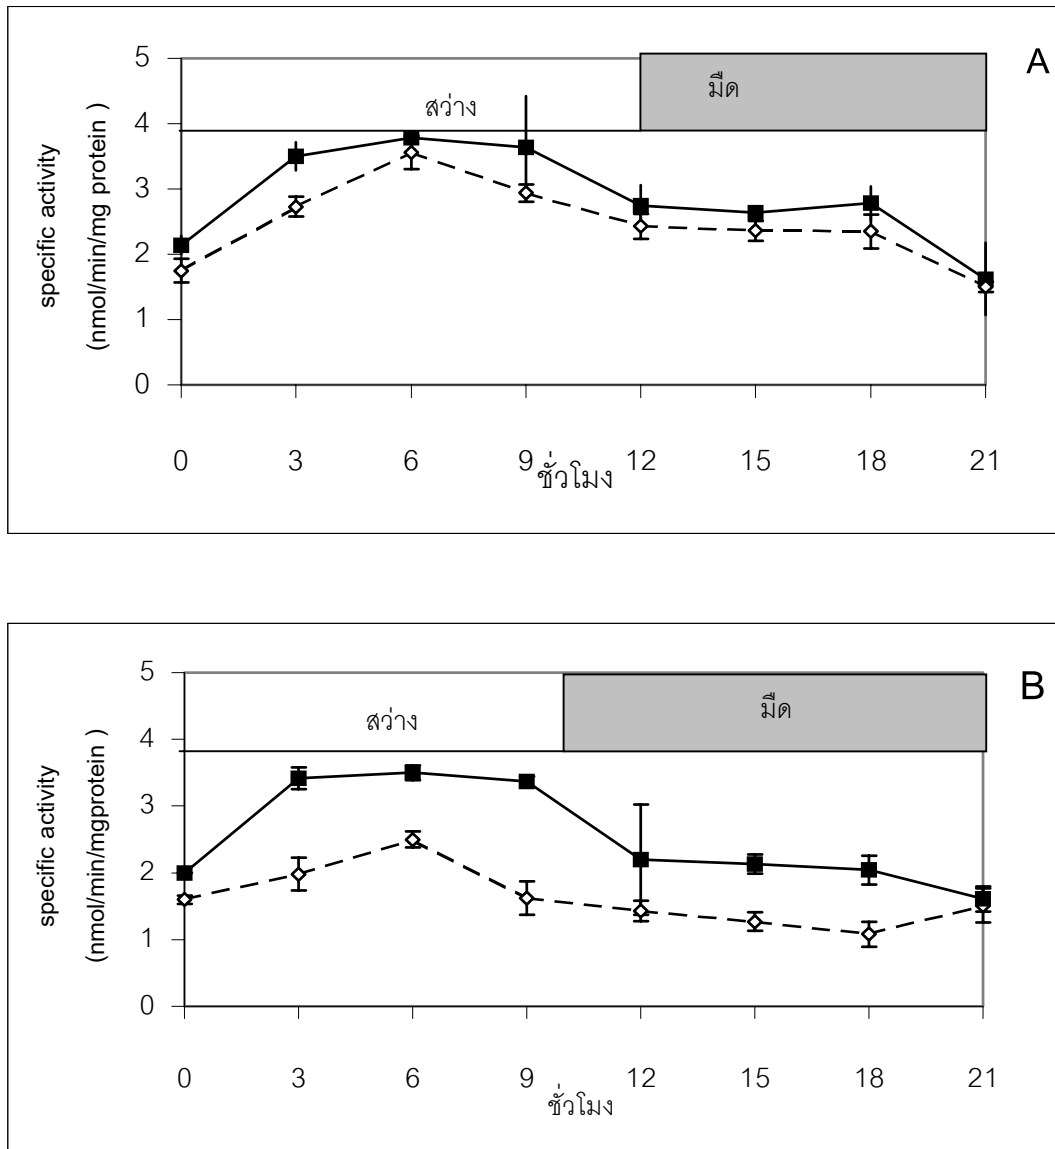 A
5
มืด
สว่าง
4
3
2
1
0
specific activity
(nmol/min/mg protein )
0 3 6 9 12 15 18 21
ชั่วโมง
B
5
มืด
สว่าง
4
3
2
1
0
specific activity
(nmol/min/mgprotein )
0 3 6 9 12 15 18 21
ชั่วโมง